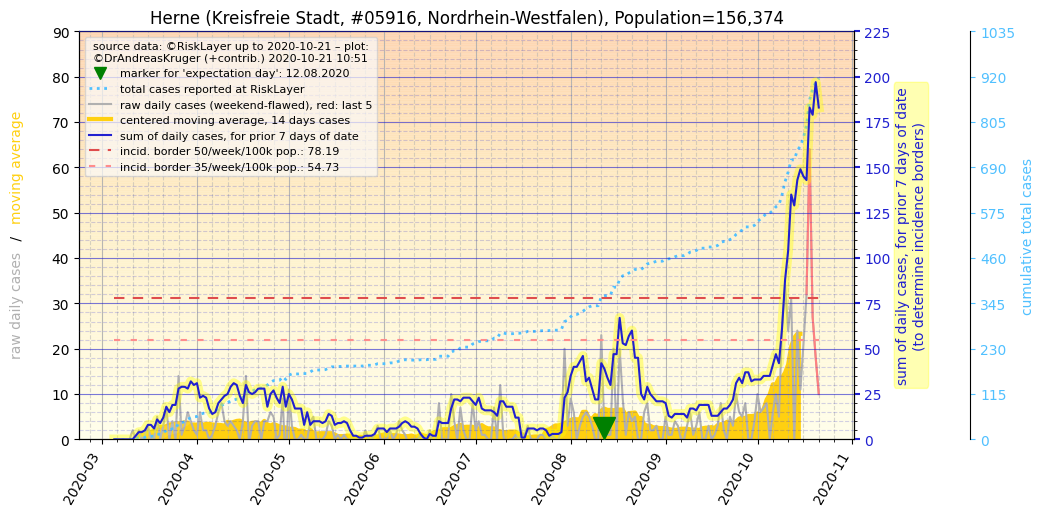 Herne (Kreisfreie Stadt, #05916, Nordrhein-Westfalen), Population=156,374
source data: ©RiskLayer up to 2020-10-21 – plot:
©DrAndreasKruger (+contrib.) 2020-10-21 10:51
marker for 'expectation day': 12.08.2020
total cases reported at RiskLayer
raw daily cases (weekend-flawed), red: last 5
centered moving average, 14 days cases
sum of daily cases, for prior 7 days of date
incid. border 50/week/100k pop.: 78.19
incid. border 35/week/100k pop.: 54.73
raw daily cases / moving average
90
80
70
60
50
40
30
20
10
0
2020-03
2020-04
2020-05
2020-06
2020-07
2020-08
2020-09
2020-10
2020-11
225
200
175
150
125
100
75
50
25
0
sum of daily cases, for prior 7 days of date
(to determine incidence borders)
1035
920
805
690
575
460
345
230
115
0
cumulative total cases